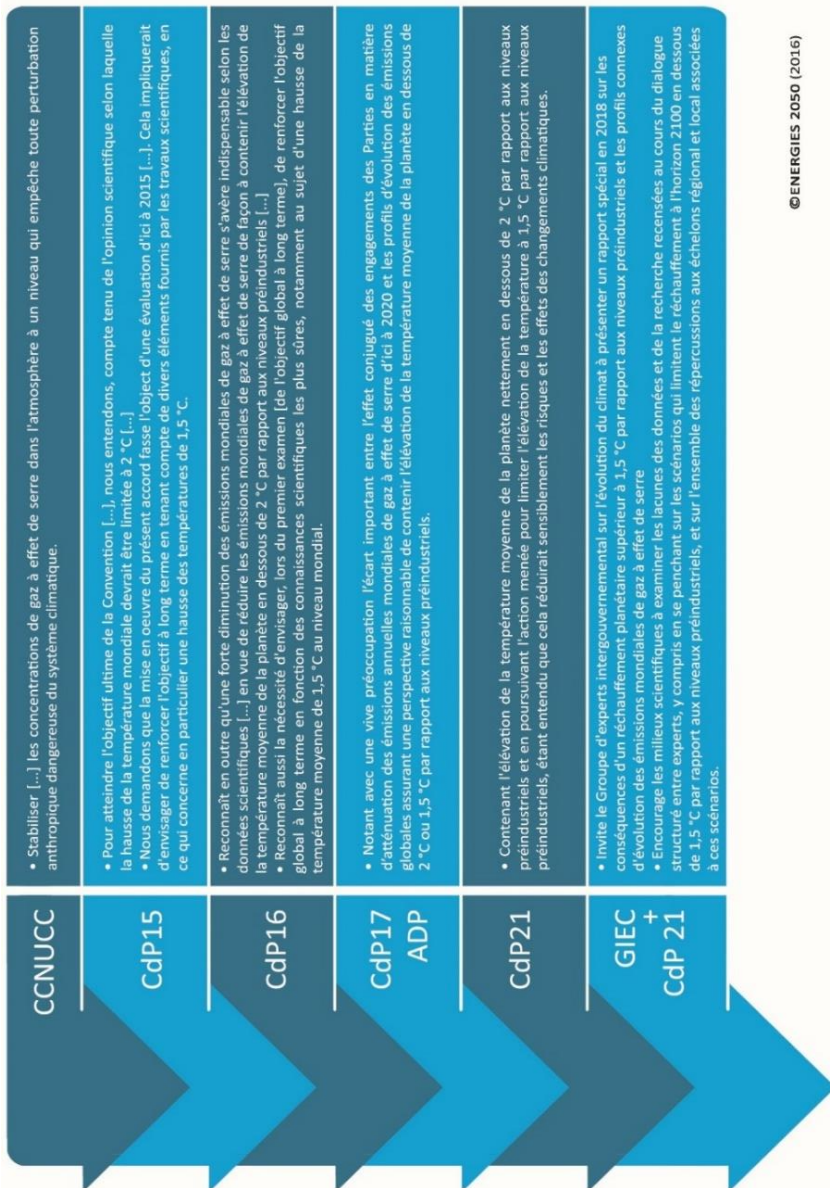 CCNUCC
• Stabiliser [...] les concentrations de gaz à effet de serre dans l'atmosphère à un niveau qui empêche toute perturbation
anthropique dangereuse du système climatique.
CdP15
• Pour atteindre l'objectif ultime de la Convention [...], nous entendons, compte tenu de l'opinion scientifique selon laquelle
la hausse de la température mondiale devrait être limitée à 2 °C [...]
• Nous demandons que la mise en oeuvre du présent accord fasse l'object d'une évaluation d'ici à 2015 [...]. Cela impliquerait
d'envisager de renforcer l'objectif à long terme en tenant compte de divers éléments fournis par les travaux scientifiques, en
ce qui concerne en particulier une hausse des températures de 1,5 °C.
CdP16
• Reconnaît en outre qu'une forte diminution des émissions mondiales de gaz à effet de serre s'avère indispensable selon les
données scientifiques [...] en vue de réduire les émissions mondiales de gaz à effet de serre de façon à contenir l'élévation de
la température moyenne de la planète en dessous de 2 °C par rapport aux niveaux préindustriels [...]
• Reconnaît aussi la nécessité d'envisager, lors du premier examen [de l'objectif global à long terme], de renforcer l'objectif
global à long terme en fonction des connaissances scientifiques les plus sûres, notamment au sujet d'une hausse de la
température moyenne de 1,5 °C au niveau mondial.
CdP17
ADP
• Notant avec une vive préoccupation l'écart important entre l'effet conjugué des engagements des Parties en matière
d'atténuation des émissions annuelles mondiales de gaz à effet de serre d'ici à 2020 et les profils d'évolution des émissions
globales assurant une perspective raisonnable de contenir l'élévation de la température moyenne de la planète en dessous de
2 °C ou 1,5 °C par rapport aux niveaux préindustriels.
CdP21
• Contenant l'élévation de la température moyenne de la planète nettement en dessous de 2 °C par rapport aux niveaux
préindustriels et en poursuivant l'action menée pour limiter l'élévation de la température à 1,5 °C par rapport aux niveaux
préindustriels, étant entendu que cela réduirait sensiblement les risques et les effets des changements climatiques.
GIEC
+
CdP 21
• Invite le Groupe d'experts intergouvernemental sur l'évolution du climat à présenter un rapport spécial en 2018 sur les
conséquences d'un réchauffement planétaire supérieur à 1,5 °C par rapport aux niveaux préindustriels et les profils connexes
d'évolution des émissions mondiales de gaz à effet de serre
• Encourage les milieux scientifiques à examiner les lacunes des données et de la recherche recensées au cours du dialogue
structuré entre experts, y compris en se penchant sur les scénarios qui limitent le réchauffement à l'horizon 2100 en dessous
de 1,5 °C par rapport aux niveaux préindustriels, et sur l'ensemble des répercussions aux échelons régional et local associées
à ces scénarios.
©ENERGIES 2050 (2016)